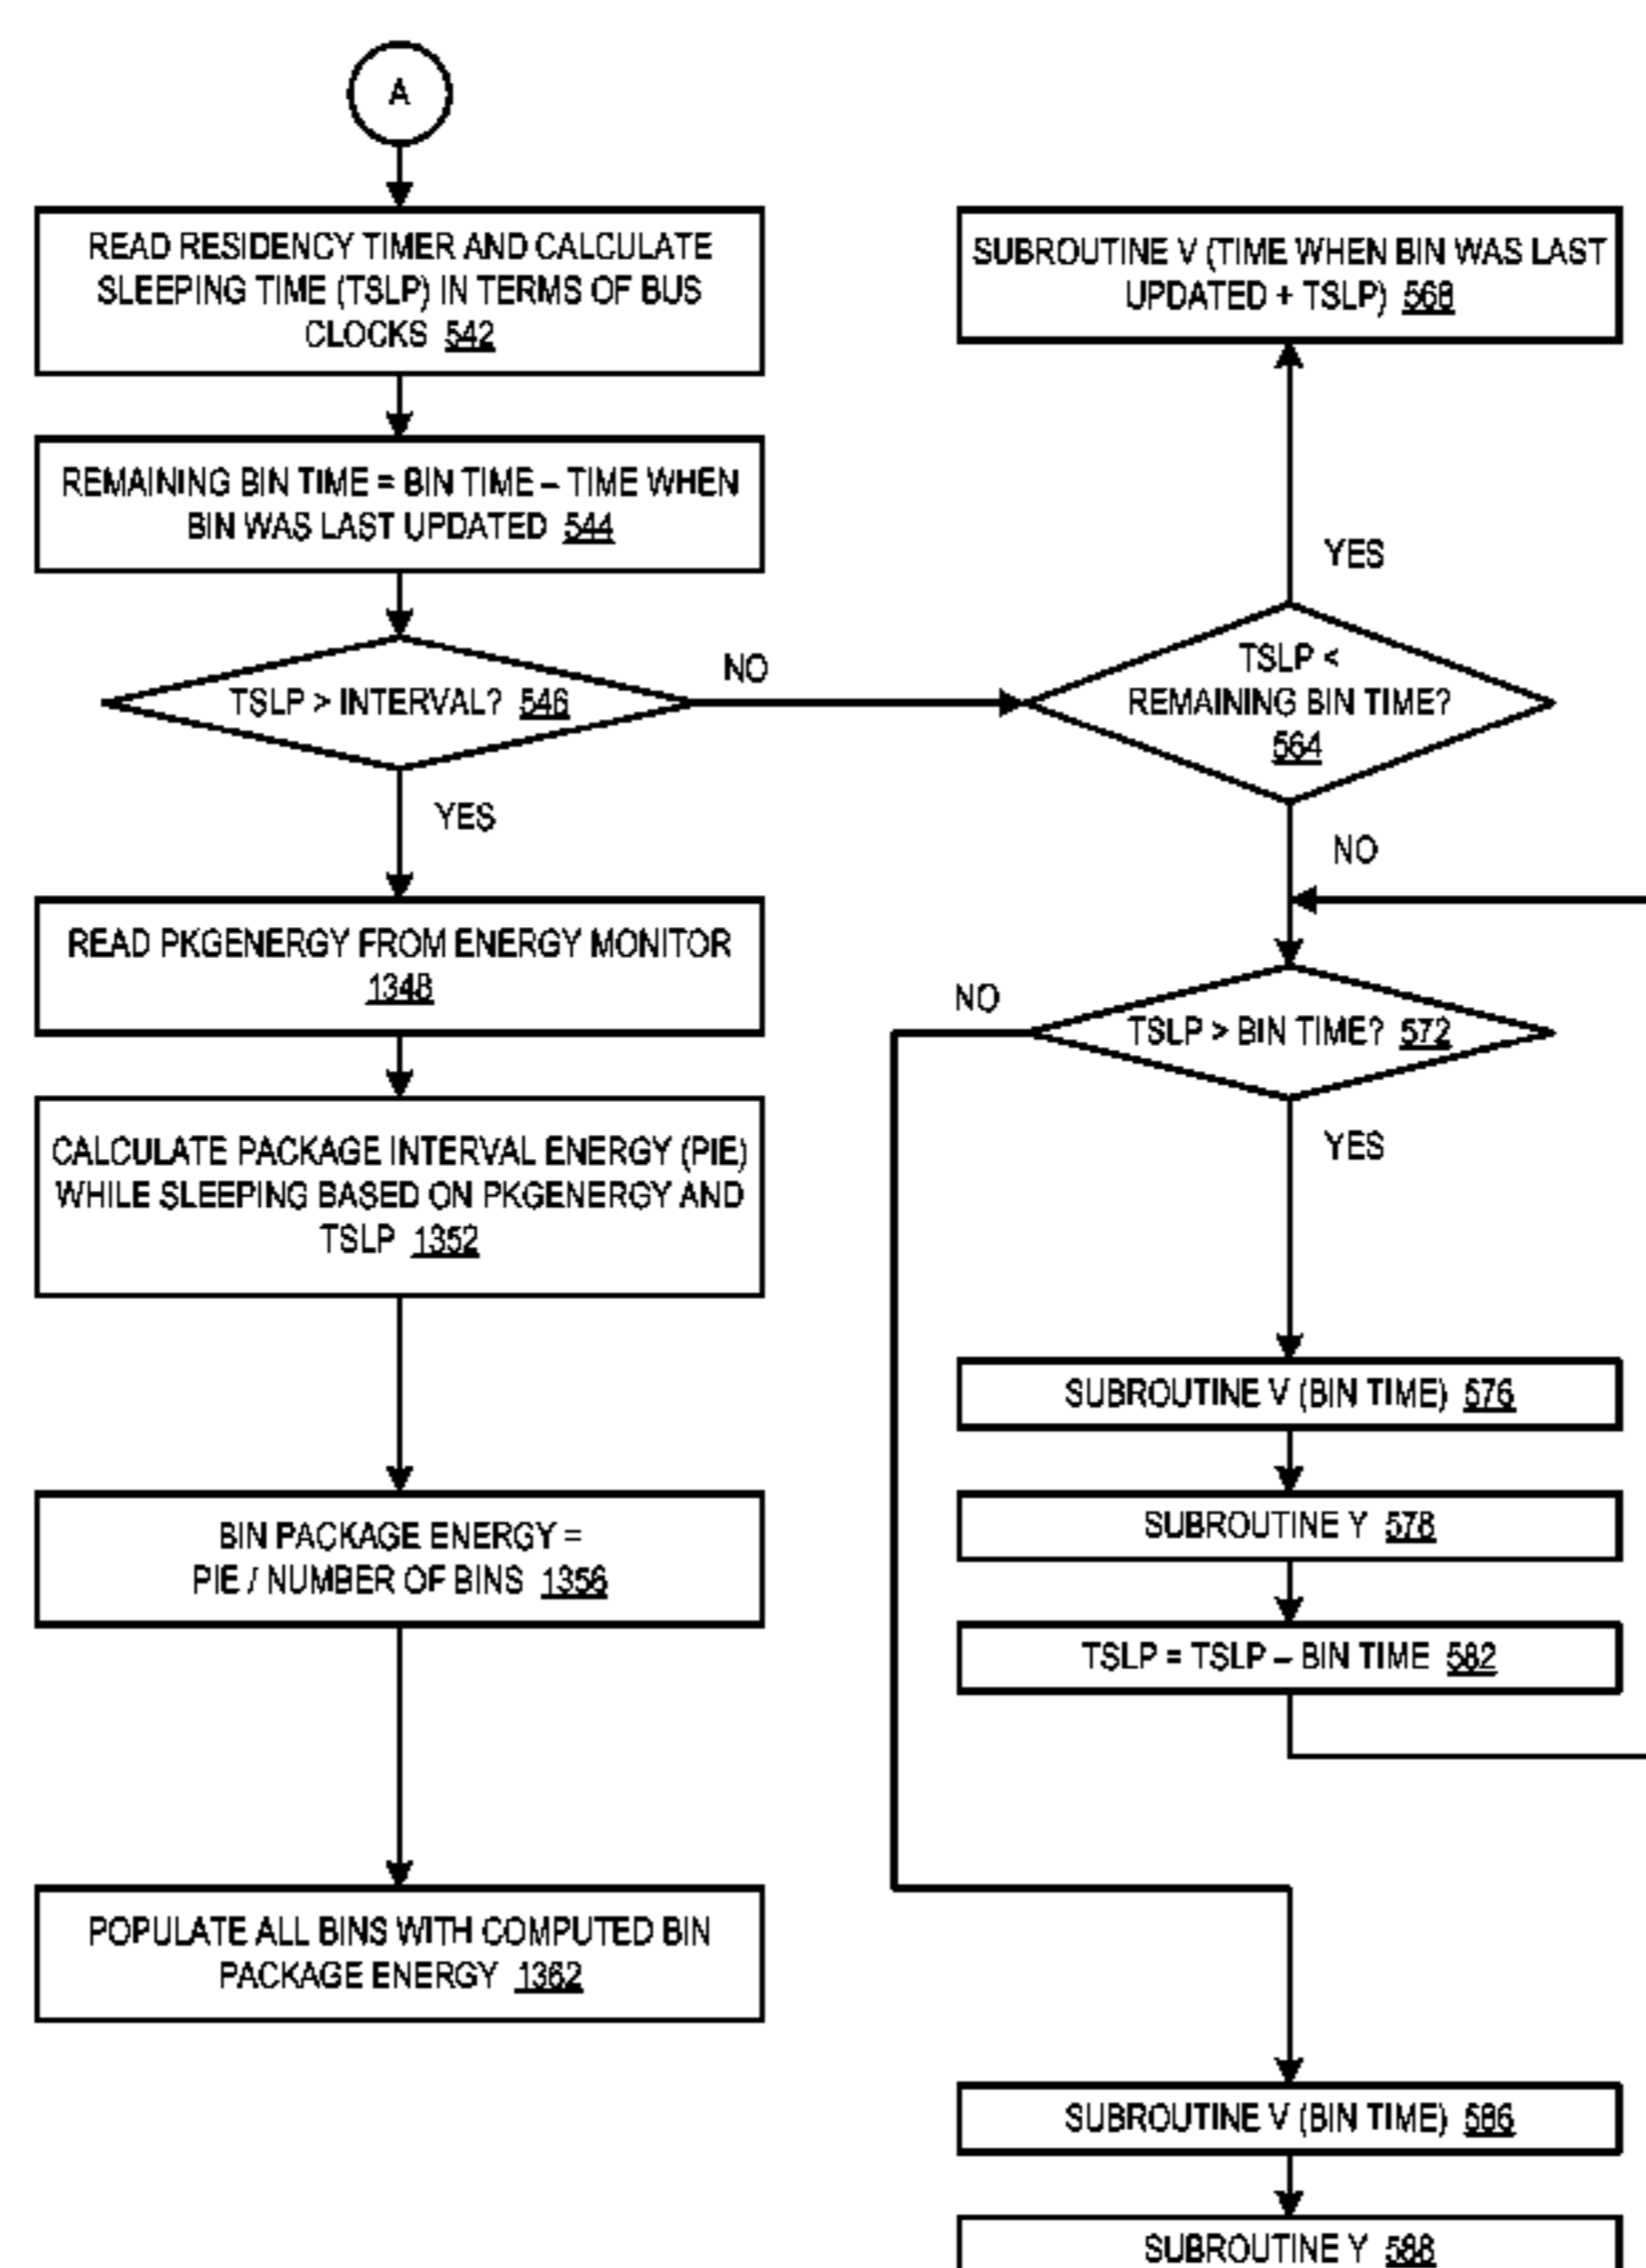 A
READ RESIDENCY TIMER AND CALCULATE
SLEEPING TIME (TSLP) IN TERMS OF BUS
CLOCKS 542
REMAINING BIN TIME = BIN TIME – TIME WHEN
BIN WAS LAST UPDATED 544
TSLP > INTERVAL? 546
NO
YES
READ PKGENERGY FROM ENERGY MONITOR
1348
CALCULATE PACKAGE INTERVAL ENERGY (PIE)
WHILE SLEEPING BASED ON PKGENERGY AND
TSLP 1352
BIN PACKAGE ENERGY =
PIE / NUMBER OF BINS 1356
POPULATE ALL BINS WITH COMPUTED BIN
PACKAGE ENERGY 1362
SUBROUTINE V (TIME WHEN BIN WAS LAST
UPDATED + TSLP) 568
YES
TSLP <
REMAINING BIN TIME?
564
NO
NO
TSLP > BIN TIME? 572
YES
SUBROUTINE V (BIN TIME) 576
SUBROUTINE Y 578
TSLP = TSLP – BIN TIME 582
SUBROUTINE V (BIN TIME) 586
SUBROUTINE Y 588